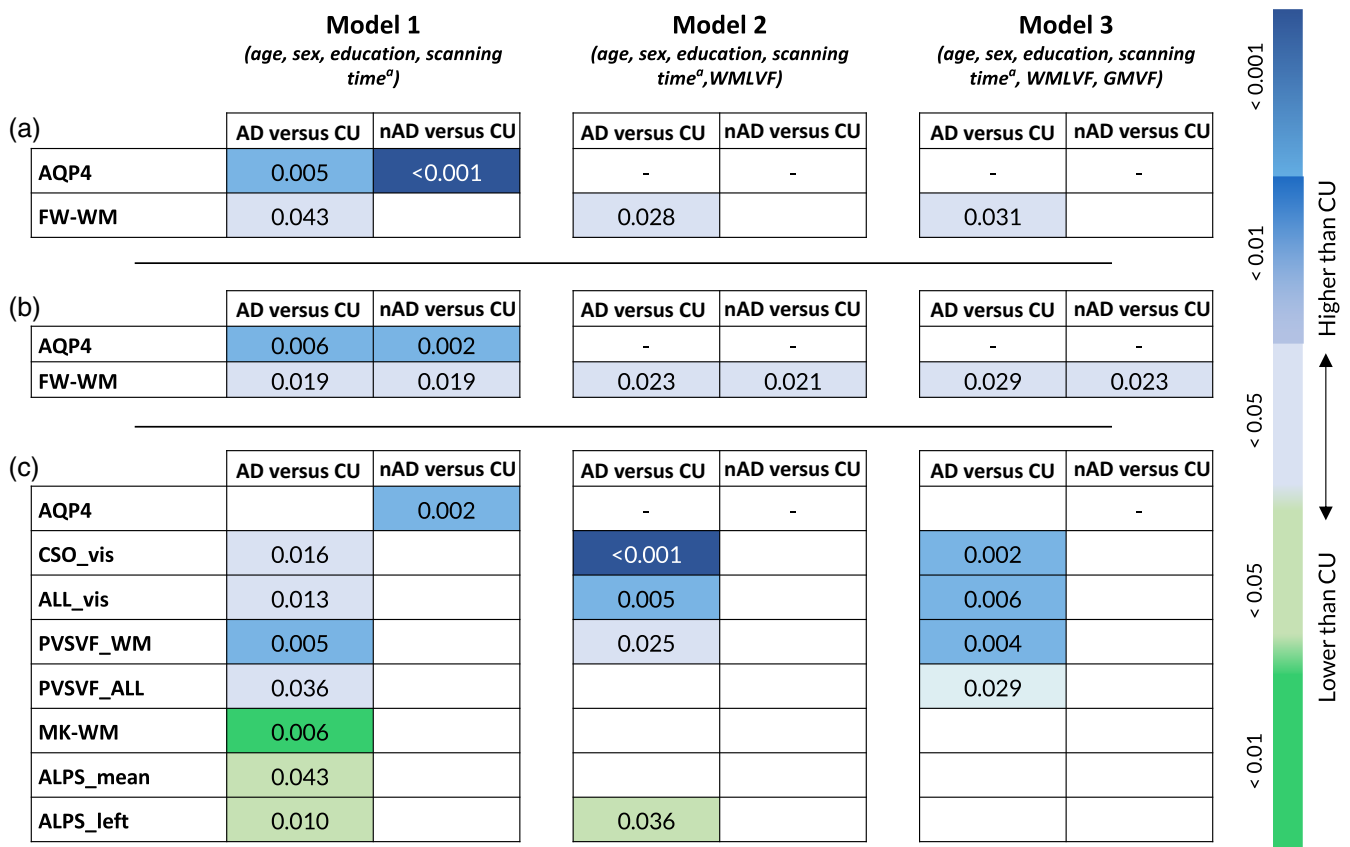 Model 1
(age, sex, education, scanning
timeᵃ)
Model 2
(age, sex, education, scanning
timeᵃ,WMLVF)
Model 3
(age, sex, education, scanning
timeᵃ, WMLVF, GMVF)
(a)
AD versus CU nAD versus CU AD versus CU nAD versus CU AD versus CU nAD versus CU
AQP4 0.005 <0.001 - - - -
FW-WM 0.043 0.028 0.031
(b)
AD versus CU nAD versus CU AD versus CU nAD versus CU AD versus CU nAD versus CU
AQP4 0.006 0.002 - - - -
FW-WM 0.019 0.019 0.023 0.021 0.029 0.023
(c)
AD versus CU nAD versus CU AD versus CU nAD versus CU AD versus CU nAD versus CU
AQP4 0.002 - - -
CSO_vis 0.016 <0.001 0.002
ALL_vis 0.013 0.005 0.006
PVSVF_WM 0.005 0.025 0.004
PVSVF_ALL 0.036 0.029
MK-WM 0.006
ALPS_mean 0.043
ALPS_left 0.010 0.036
< 0.001
< 0.01
< 0.05
< 0.05
< 0.01
Higher than CU
Lower than CU